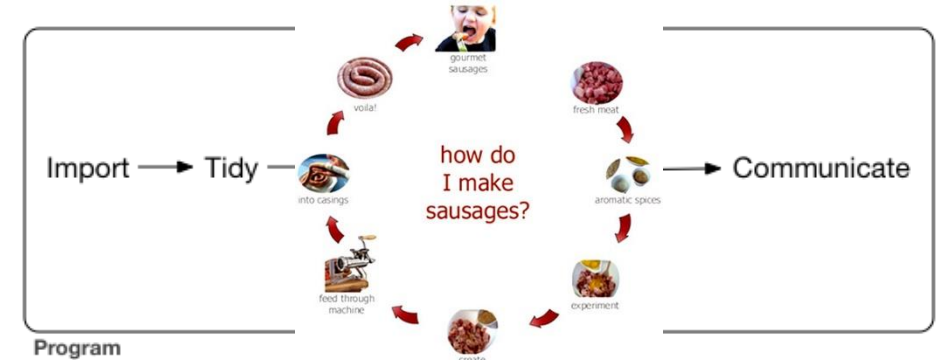 gourmet
sausages
voila!
fresh meat
how do
I make
sausages?
Import
Tidy
Communicate
into casings
aromatic spices
feed through
machine
experiment
create
Program